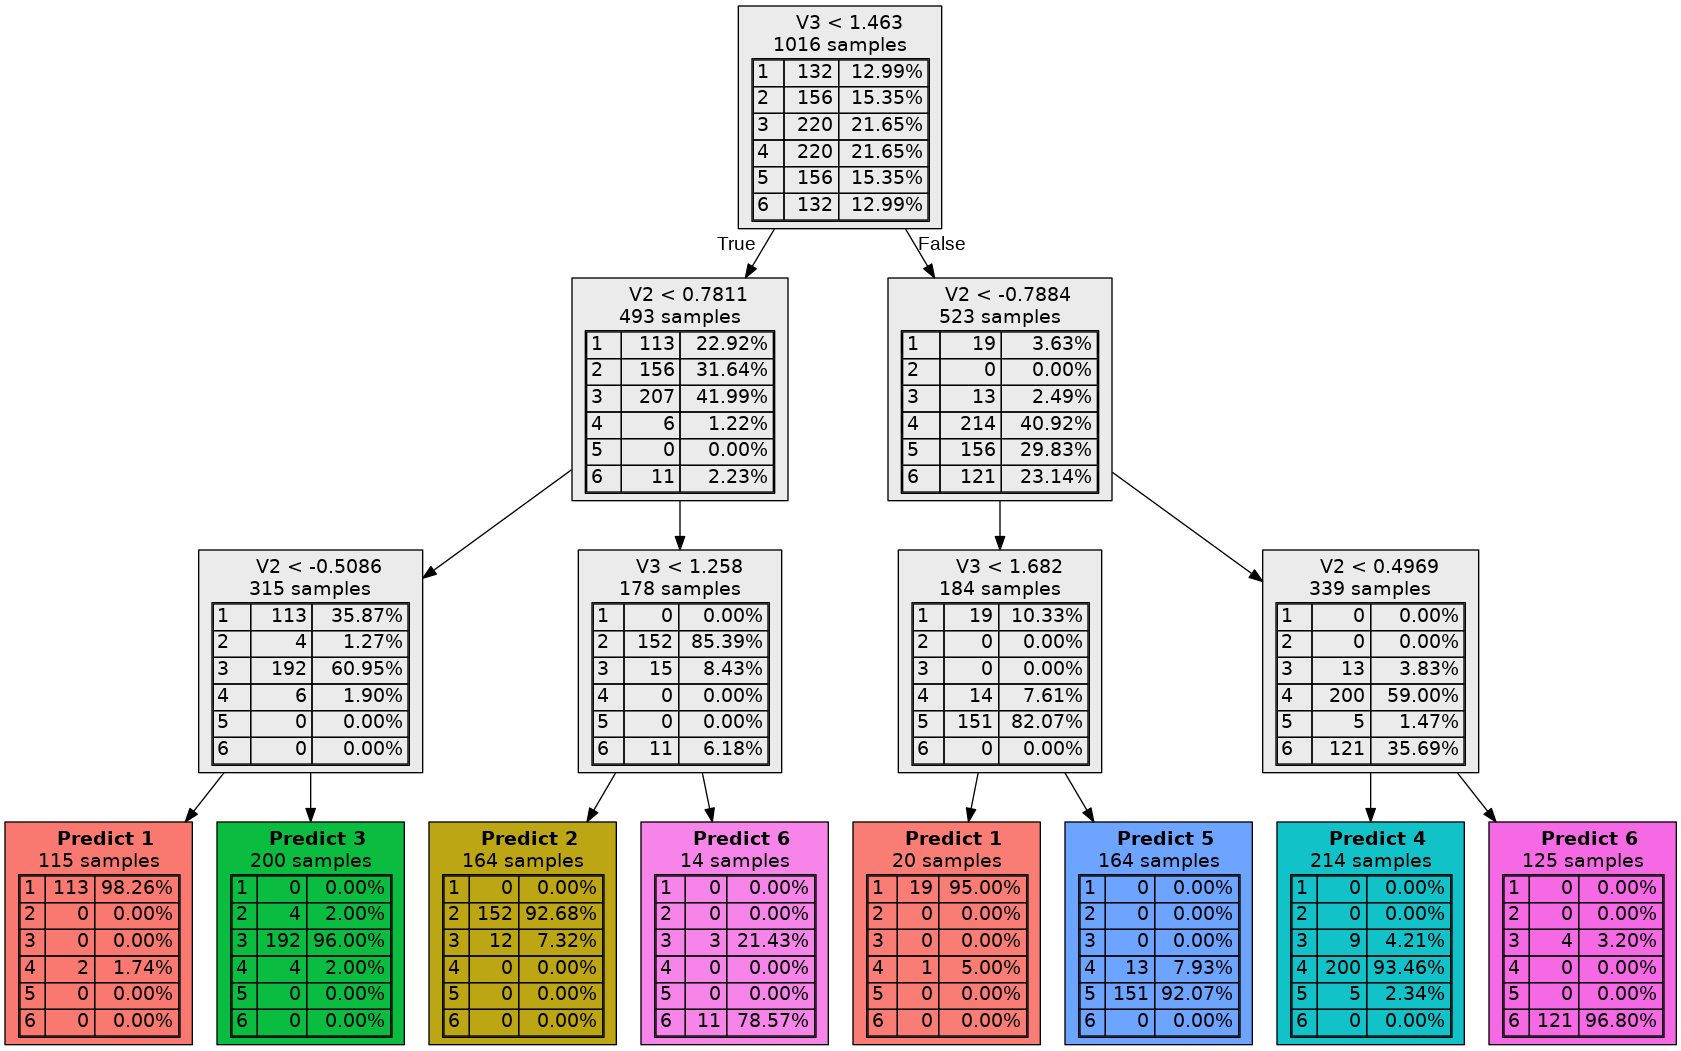 V3 < 1.463
1016 samples
1 132 12.99%
2 156 15.35%
3 220 21.65%
4 220 21.65%
5 156 15.35%
6 132 12.99%
True
False
V2 < 0.7811
493 samples
1 113 22.92%
2 156 31.64%
3 207 41.99%
4 6 1.22%
5 0 0.00%
6 11 2.23%
V2 < -0.7884
523 samples
1 19 3.63%
2 0 0.00%
3 13 2.49%
4 214 40.92%
5 156 29.83%
6 121 23.14%
V2 < -0.5086
315 samples
1 113 35.87%
2 4 1.27%
3 192 60.95%
4 6 1.90%
5 0 0.00%
6 0 0.00%
V3 < 1.258
178 samples
1 0 0.00%
2 152 85.39%
3 15 8.43%
4 0 0.00%
5 0 0.00%
6 11 6.18%
V3 < 1.682
184 samples
1 19 10.33%
2 0 0.00%
3 0 0.00%
4 14 7.61%
5 151 82.07%
6 0 0.00%
V2 < 0.4969
339 samples
1 0 0.00%
2 0 0.00%
3 13 3.83%
4 200 59.00%
5 5 1.47%
6 121 35.69%
Predict 1
115 samples
1 113 98.26%
2 0 0.00%
3 0 0.00%
4 2 1.74%
5 0 0.00%
6 0 0.00%
Predict 3
200 samples
1 0 0.00%
2 4 2.00%
3 192 96.00%
4 4 2.00%
5 0 0.00%
6 0 0.00%
Predict 2
164 samples
1 0 0.00%
2 152 92.68%
3 12 7.32%
4 0 0.00%
5 0 0.00%
6 0 0.00%
Predict 6
14 samples
1 0 0.00%
2 0 0.00%
3 3 21.43%
4 0 0.00%
5 0 0.00%
6 11 78.57%
Predict 1
20 samples
1 19 95.00%
2 0 0.00%
3 0 0.00%
4 1 5.00%
5 0 0.00%
6 0 0.00%
Predict 5
164 samples
1 0 0.00%
2 0 0.00%
3 0 0.00%
4 13 7.93%
5 151 92.07%
6 0 0.00%
Predict 4
214 samples
1 0 0.00%
2 0 0.00%
3 9 4.21%
4 200 93.46%
5 5 2.34%
6 0 0.00%
Predict 6
125 samples
1 0 0.00%
2 0 0.00%
3 4 3.20%
4 0 0.00%
5 0 0.00%
6 121 96.80%